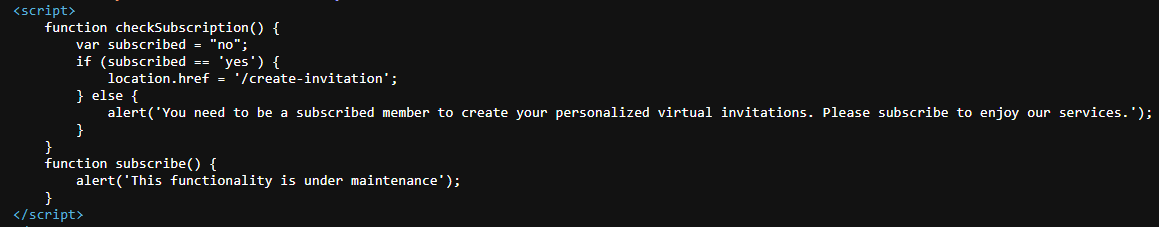 <script>
function checkSubscription() {
var subscribed = "no";
if (subscribed == 'yes') {
location.href = '/create-invitation';
} else {
alert('You need to be a subscribed member to create your personalized virtual invitations. Please subscribe to enjoy our services.');
}
}
function subscribe() {
alert('This functionality is under maintenance');
}
</script>